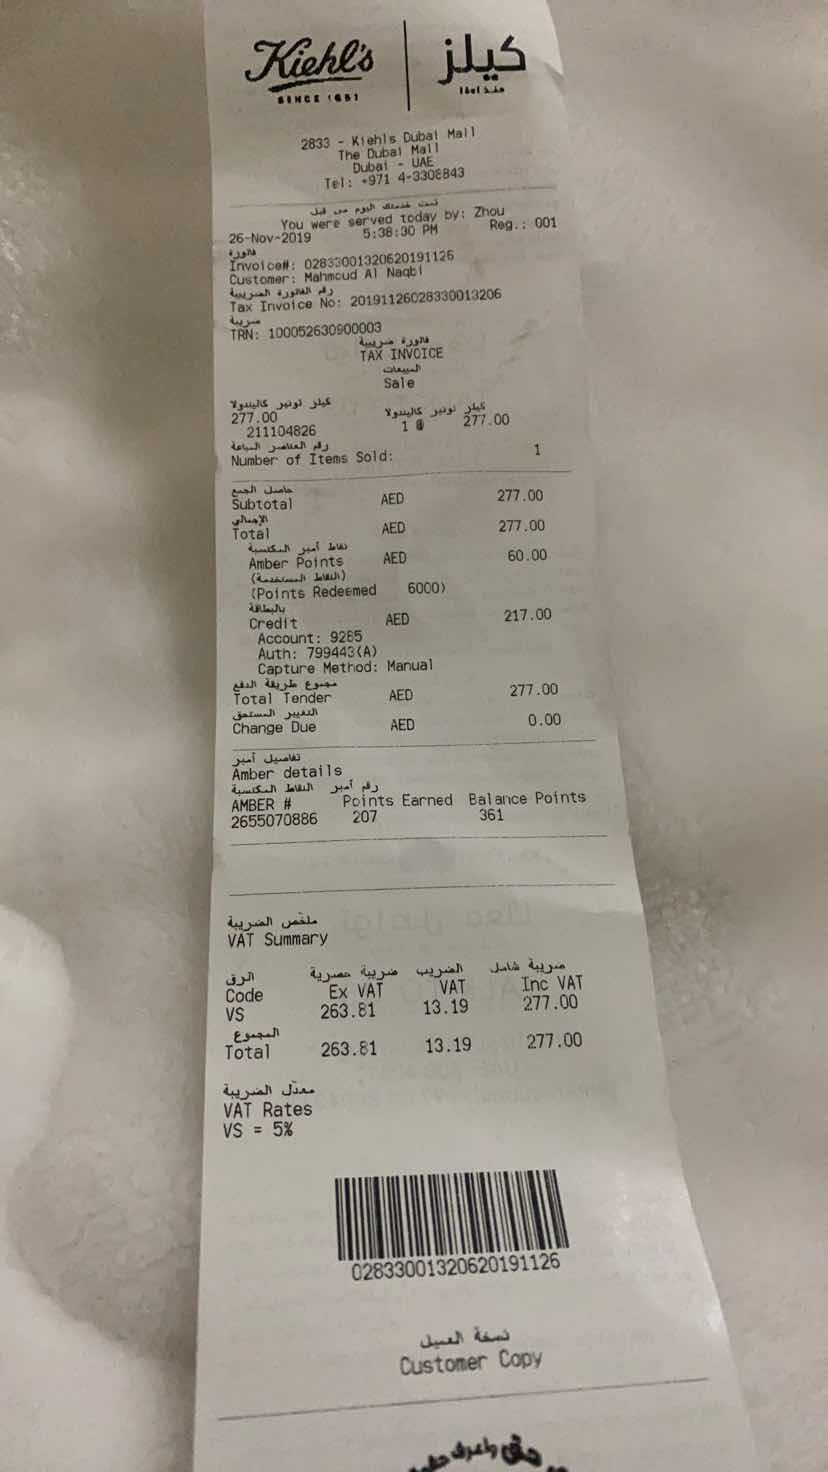 Kiehl's
SINCE 1851
كيلز
منذ ١٨٥١
2833 - Kiehls Dubai Mall
The Dubai Mall
Dubai - UAE
Tel: +971 4-3308843
تمت خدمتك اليوم من قبل
You were served today by: Zhou
26-Nov-2019 5:38:30 PM Reg.: 001
فاتورة
Invoice#: 02833001320620191126
Customer: Mahmoud Al Naqbi
رقم الفاتورة الضريبية
Tax Invoice No: 20191126028330013206
ضريبة
TRN: 100052630900003
فاتورة ضريبية
TAX INVOICE
المبيعات
Sale
كيلز تونير كاليندولا كيلز تونير كاليندولا
277.00 1 @ 277.00
211104826
رقم العناصر المباعة
Number of Items Sold: 1
حاصل الجمع
Subtotal AED 277.00
الإجمالي
Total AED 277.00
نقاط أمبر المكتسبة
Amber Points AED 60.00
(النقاط المستخدمة)
(Points Redeemed 6000)
بالبطاقة
Credit AED 217.00
Account: 9285
Auth: 799443(A)
Capture Method: Manual
مجموع طريقة الدفع
Total Tender AED 277.00
التغيير المستحق
Change Due AED 0.00
تفاصيل أمبر
Amber details
رقم أمبر النقاط المكتسبة
AMBER # Points Earned Balance Points
2655070886 207 361
ملخّص الضريبة
VAT Summary
الرق ضريبة حصرية الضريب ضريبة شامل
Code Ex VAT VAT Inc VAT
VS 263.81 13.19 277.00
المجموع
Total 263.81 13.19 277.00
معدّل الضريبة
VAT Rates
VS = 5%
02833001320620191126
نسخة العميل
Customer Copy